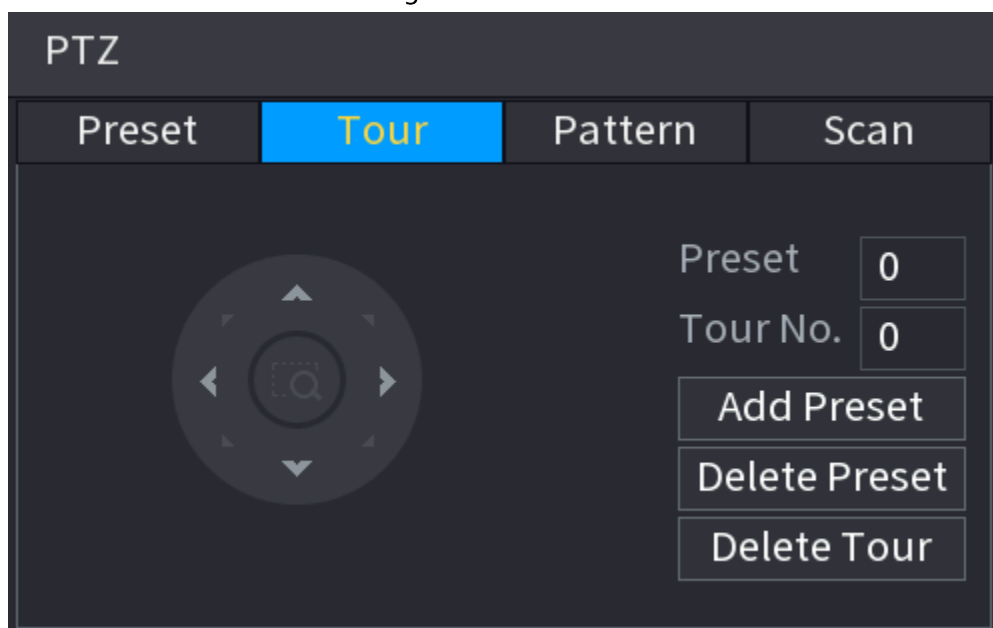 PTZ
Preset Tour Pattern Scan
Preset 0
Tour No. 0
Add Preset
Delete Preset
Delete Tour